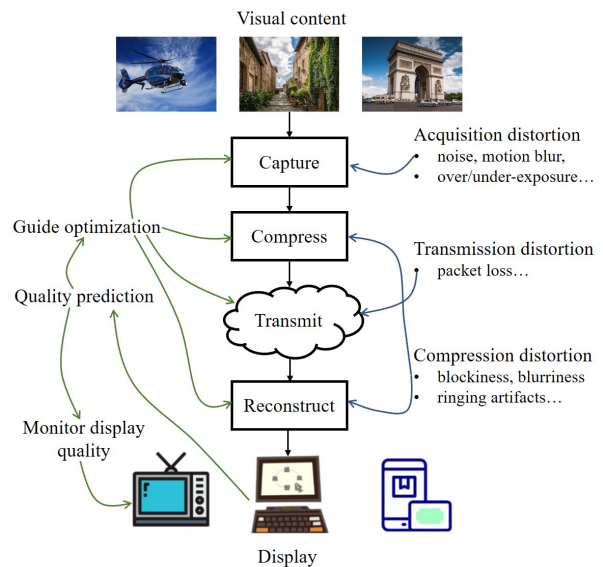 Visual content
Capture
Acquisition distortion
• noise, motion blur,
• over/under-exposure…
Guide optimization
Compress
Transmission distortion
• packet loss…
Quality prediction
Transmit
Compression distortion
• blockiness, blurriness
• ringing artifacts…
Reconstruct
Monitor display
quality
Display